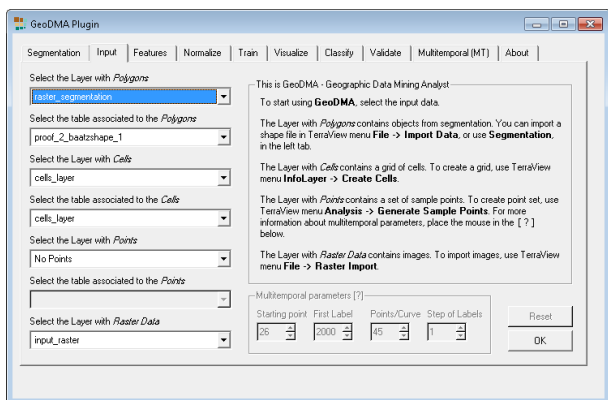 GeoDMA Plugin
Segmentation Input Features Normalize Train Visualize Classify Validate Multitemporal (MT) About
Select the Layer with Polygons
raster_segmentation
Select the table associated to the Polygons
proof_2_baatzshape_1
Select the Layer with Cells
cells_layer
Select the table associated to the Cells
cells_layer
Select the Layer with Points
No Points
Select the table associated to the Points
Select the Layer with Raster Data
input_raster
This is GeoDMA - Geographic Data Mining Analyst
To start using GeoDMA, select the input data.
The Layer with Polygons contains objects from segmentation. You can import a
shape file in TerraView menu File -> Import Data, or use Segmentation,
in the left tab.
The Layer with Cells contains a grid of cells. To create a grid, use TerraView
menu InfoLayer -> Create Cells.
The Layer with Points contains a set of sample points. To create point set, use
TerraView menu Analysis -> Generate Sample Points. For more
information about multitemporal parameters, place the mouse in the [ ? ]
below.
The Layer with Raster Data contains images. To import images, use TerraView
menu File -> Raster Import.
Multitemporal parameters [?]
Starting point First Label Points/Curve Step of Labels
26 2000 45 1
Reset
OK